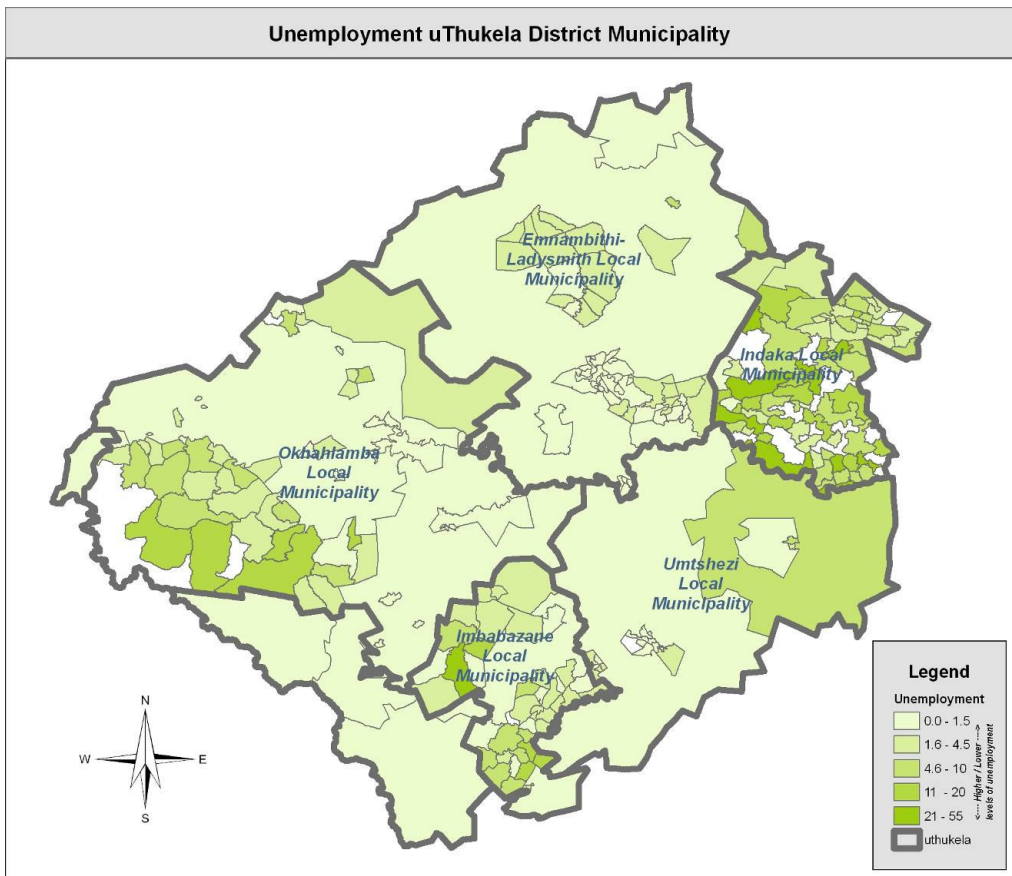 Unemployment uThukela District Municipality
Emnambithi-
Ladysmith Local
Municipality
Indaka Local
Municipality
Okhahlamba
Local
Municipality
Umtshezi
Local
Municipality
Imbabazane
Local
Municipality
N
W
E
S
Legend
Unemployment
0.0 - 1.5
1.6 - 4.5
4.6 - 10
11 - 20
21 - 55
uthukela
<---- Higher / Lower ---->
levels of unemployment